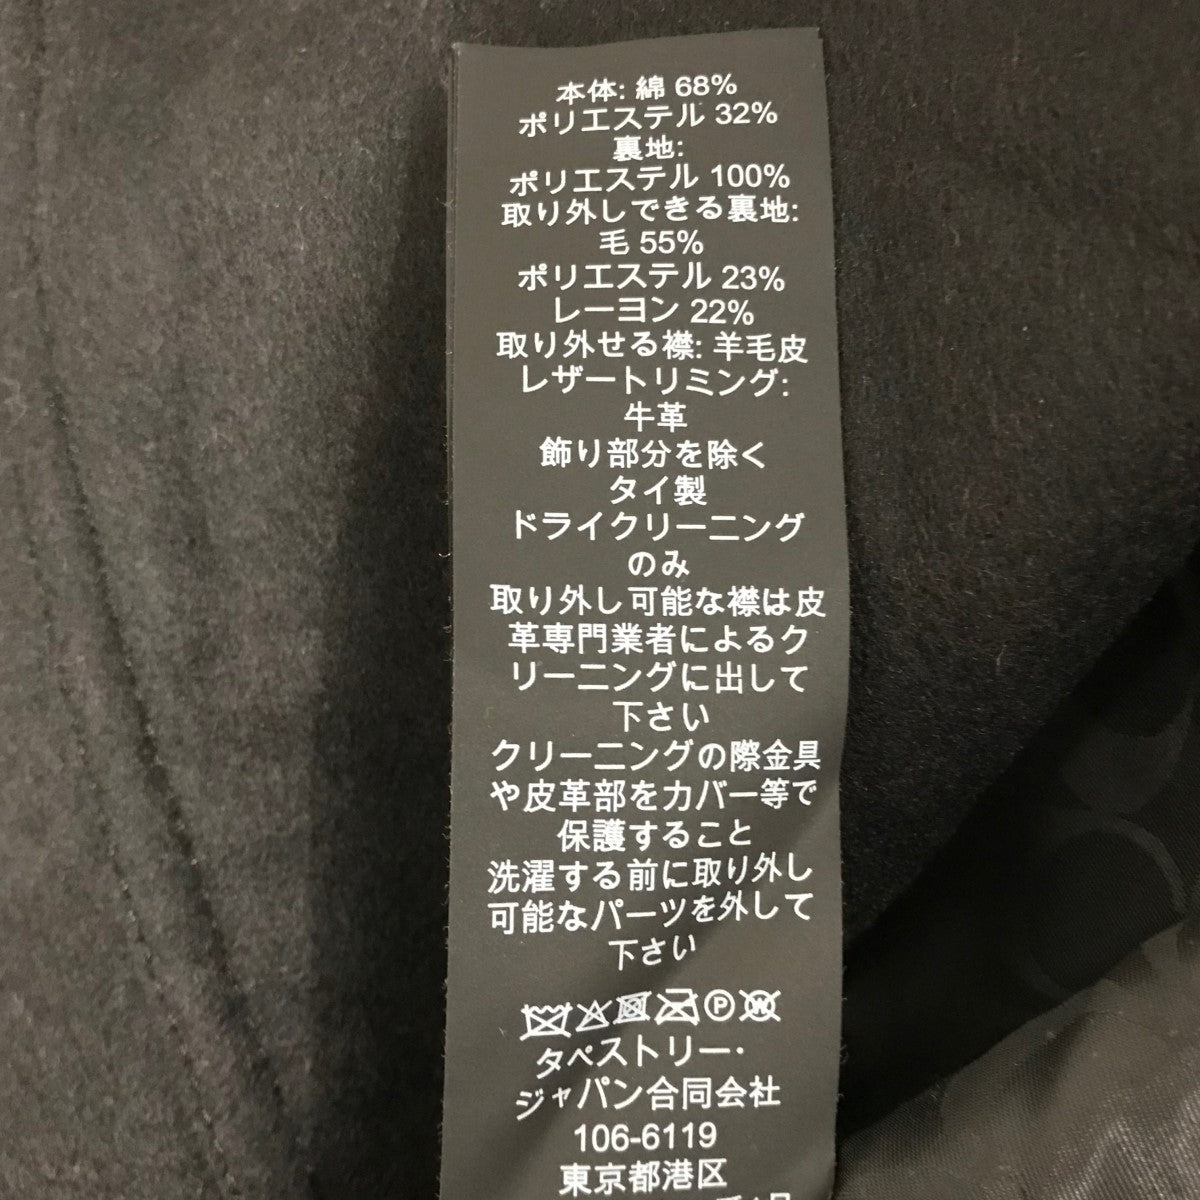 本体: 綿 68%
ポリエステル 32%
裏地:
ポリエステル 100%
取り外しできる裏地:
毛 55%
ポリエステル 23%
レーヨン 22%
取り外せる襟: 羊毛皮
レザートリミング:
牛革
飾り部分を除く
タイ製
ドライクリーニング
のみ
取り外し可能な襟は皮
革専門業者によるク
リーニングに出して
下さい
クリーニングの際金具
や皮革部をカバー等で
保護すること
洗濯する前に取り外し
可能なパーツを外して
下さい
P W
タペストリー・
ジャパン合同会社
106-6119
東京都港区